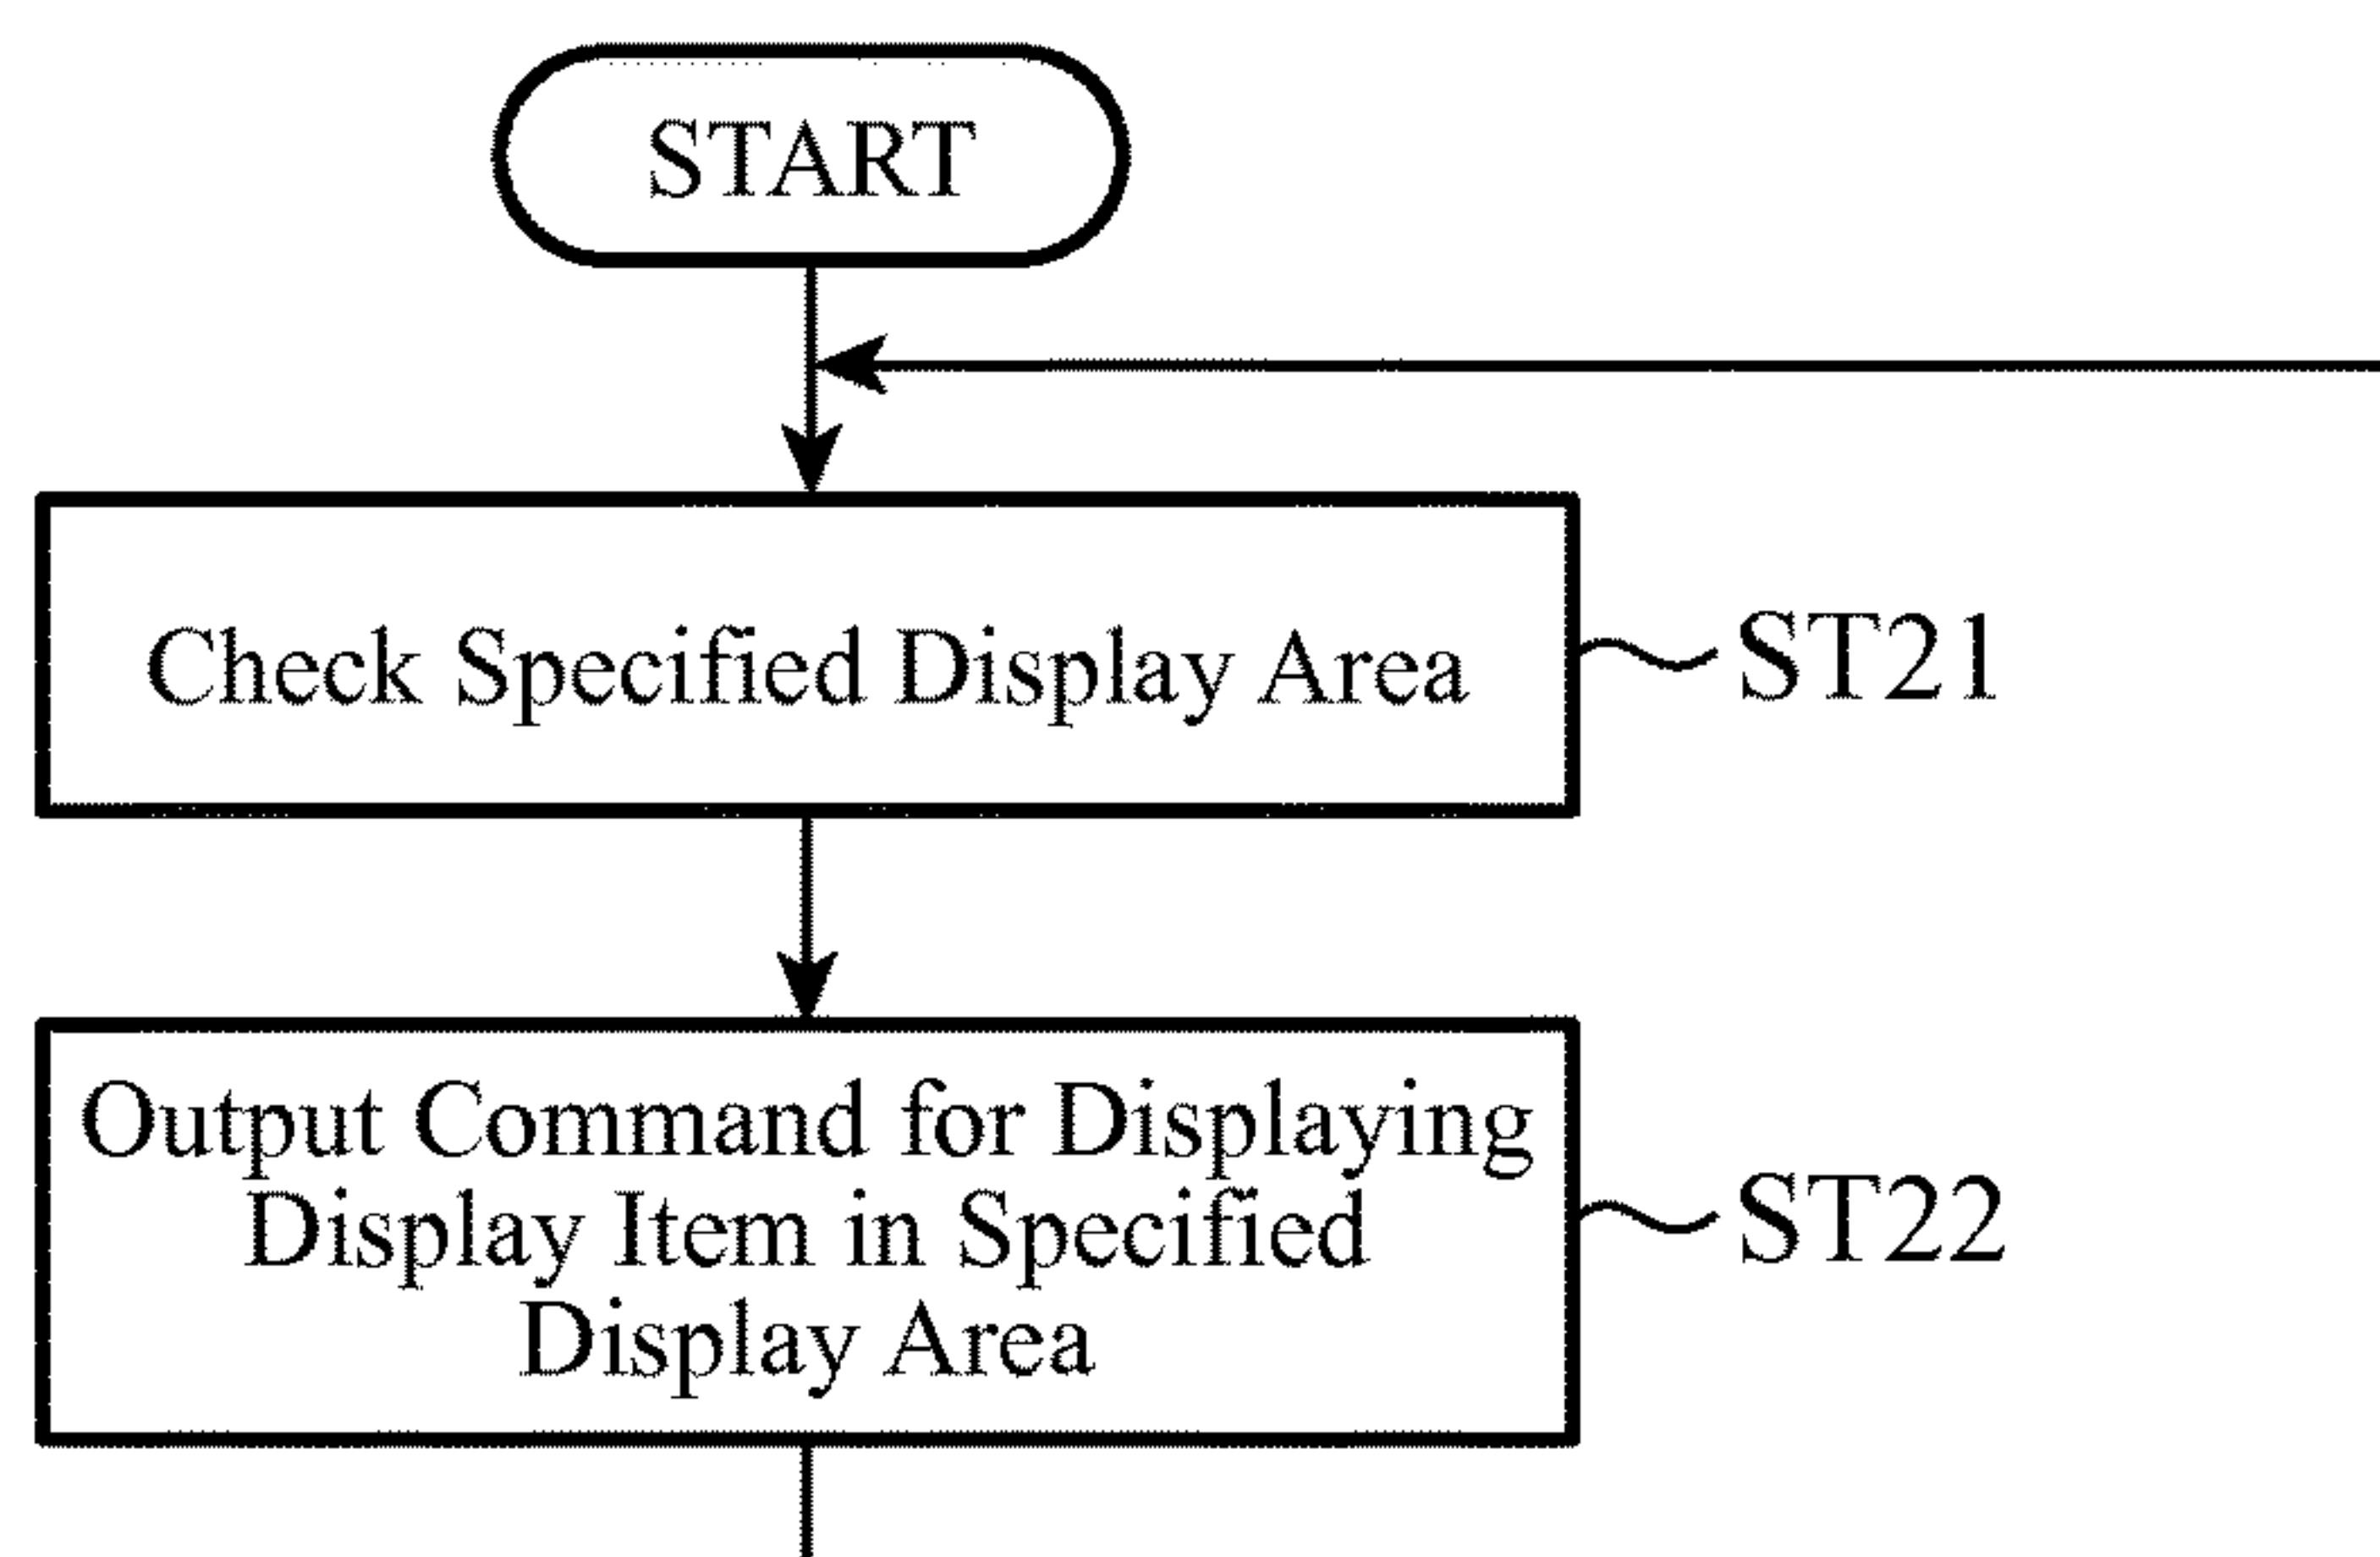 START
Check Specified Display Area
ST21
Output Command for Displaying
Display Item in Specified
Display Area
ST22